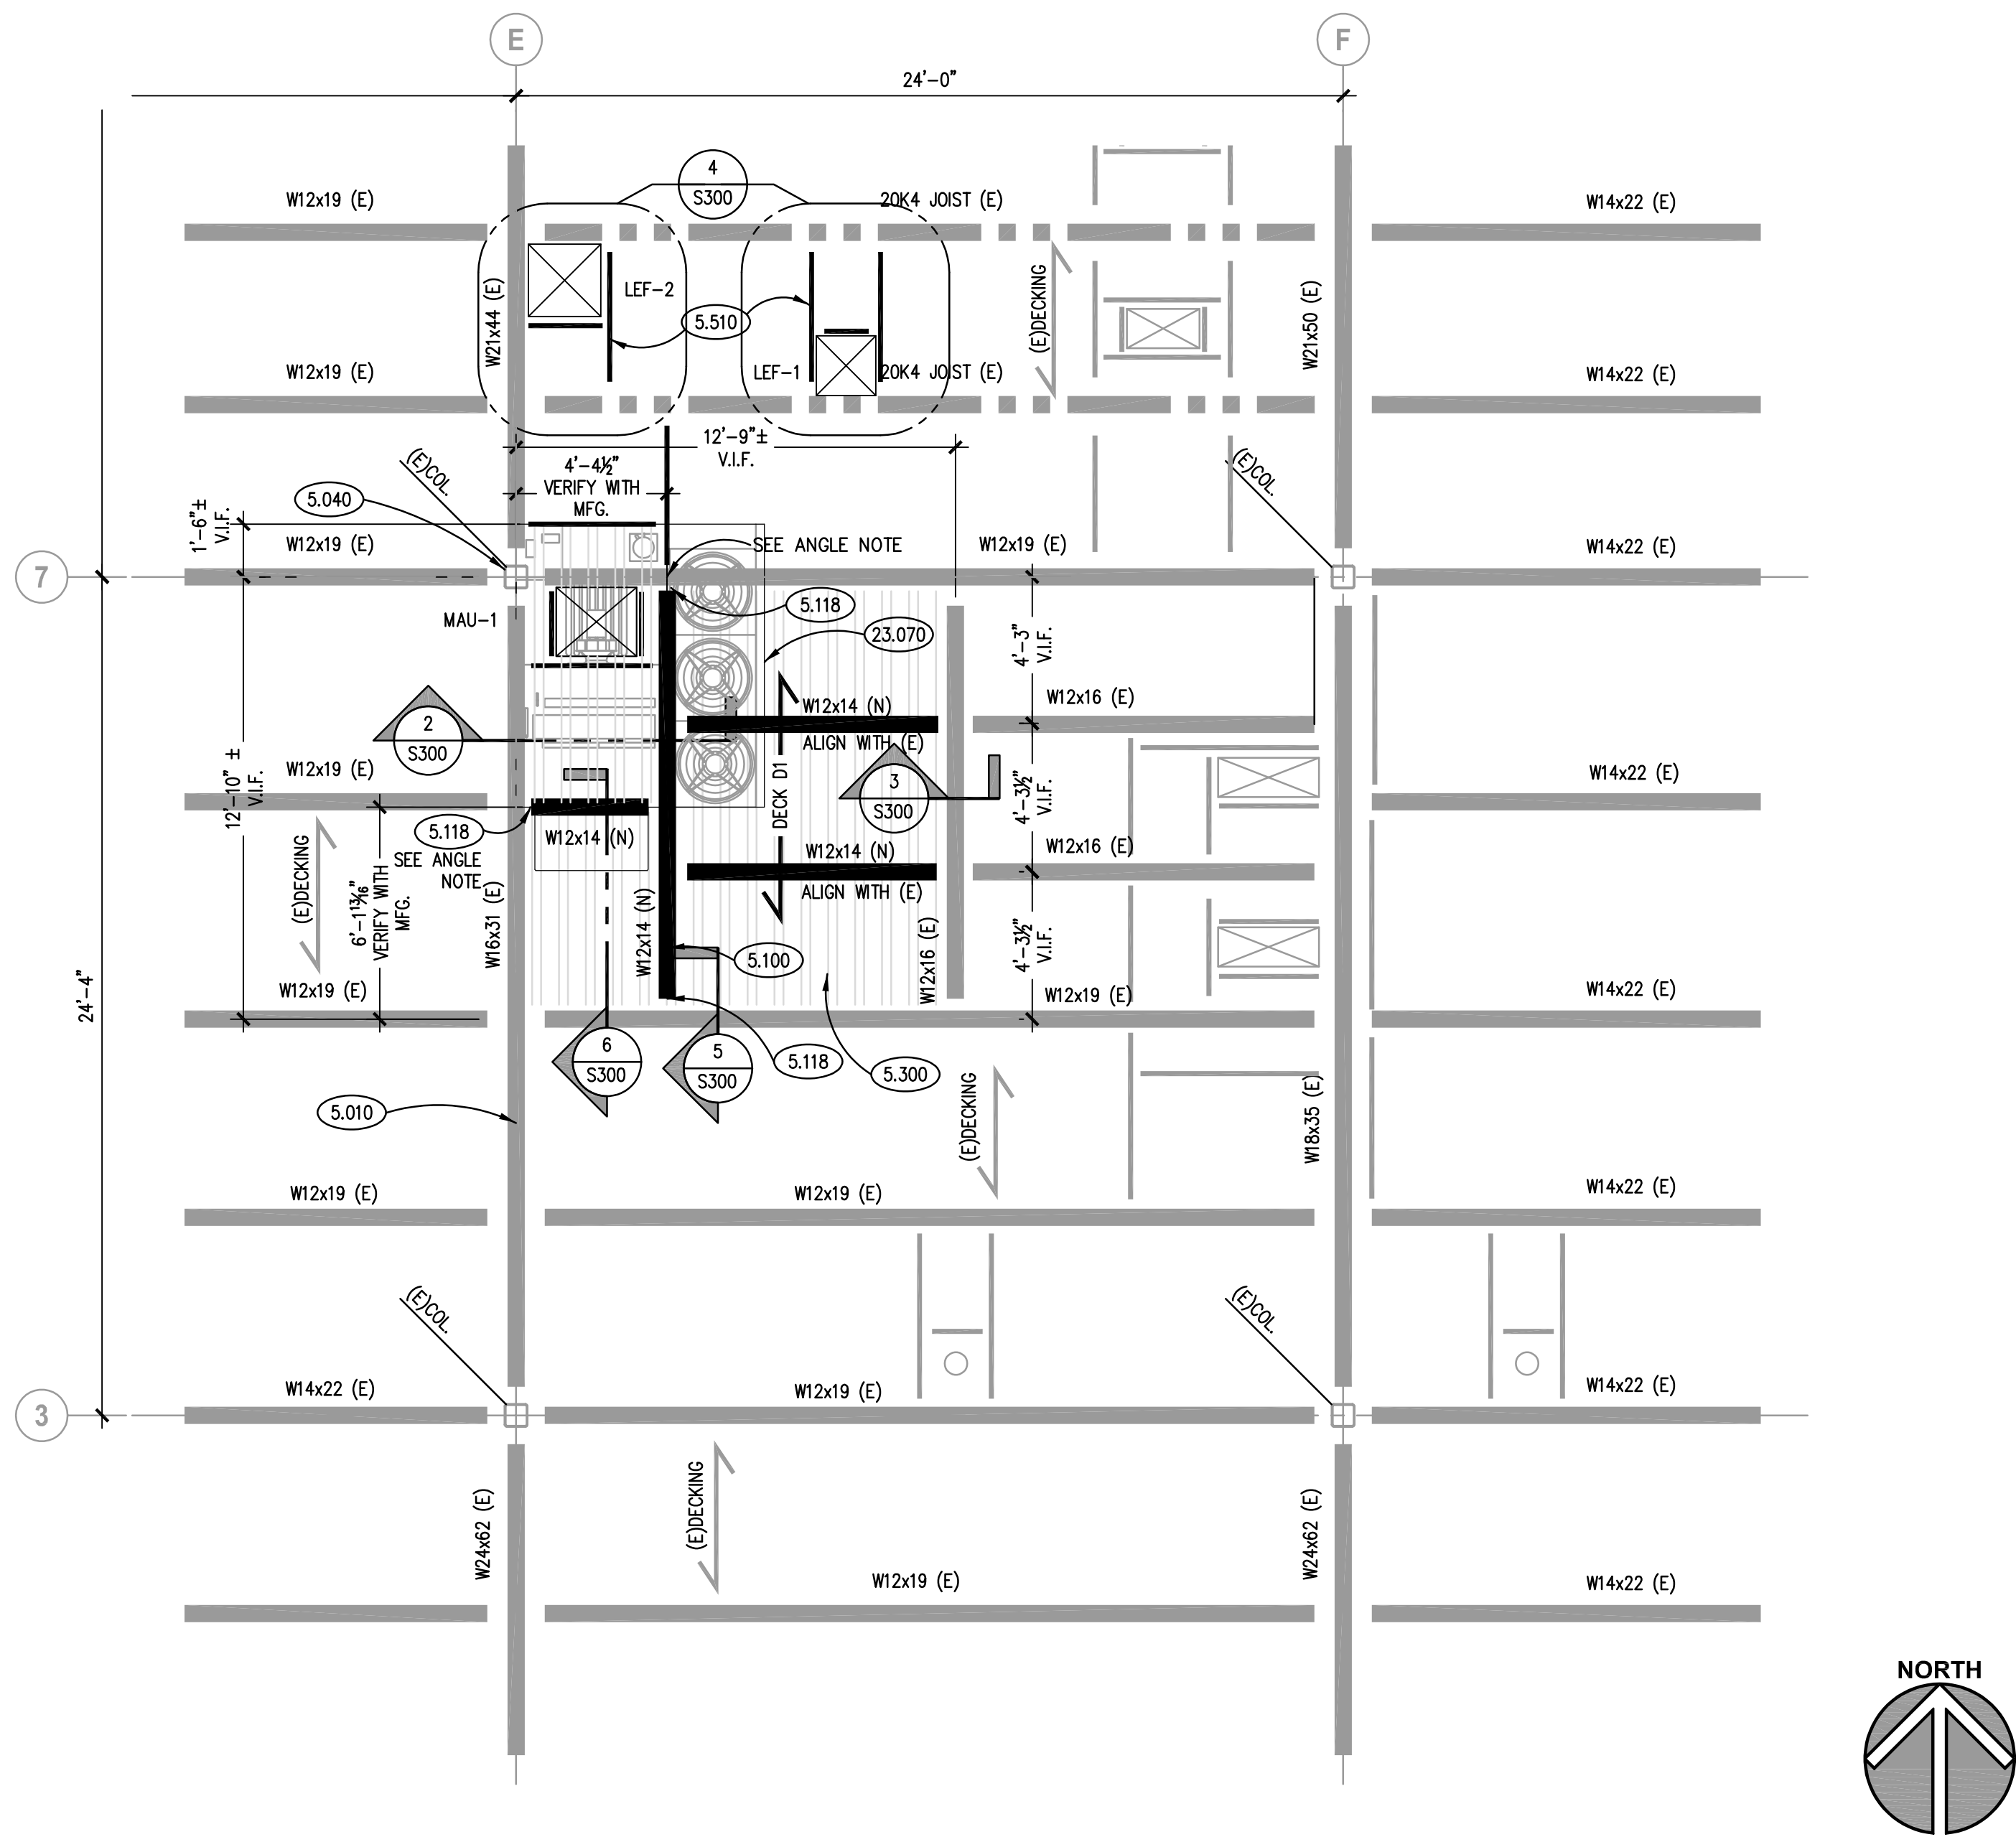 E
F
24'-0"
4
S300
W12x19 (E)
20K4 JOIST (E)
W14x22 (E)
W21x44 (E)
LEF-2
5.510
(E)DECKING
W21x50 (E)
W12x19 (E)
LEF-1
20K4 JOIST (E)
W14x22 (E)
12'-9"±
V.I.F.
4'-4½"
VERIFY WITH
MFG.
(E)COL.
(E)COL.
5.040
1'-6"±
V.I.F.
W12x19 (E)
SEE ANGLE NOTE
W12x19 (E)
W14x22 (E)
7
5.118
MAU-1
23.070
4'-3"
V.I.F.
W12x16 (E)
W12x14 (N)
ALIGN WITH (E)
2
S300
W12x19 (E)
12'-10" ±
V.I.F.
DECK D1
3
S300
4'-3½"
V.I.F.
W14x22 (E)
5.118
W12x14 (N)
SEE ANGLE
NOTE
W12x14 (N)
ALIGN WITH (E)
W12x16 (E)
(E)DECKING
6'-1¹³⁄₁₆"
VERIFY WITH
MFG.
W16x31 (E)
W12x14 (N)
5.100
W12x16 (E)
4'-3½"
V.I.F.
24'-4"
W12x19 (E)
W12x19 (E)
W14x22 (E)
6
S300
5
S300
5.118
5.300
5.010
(E)DECKING
W18x35 (E)
W12x19 (E)
W12x19 (E)
W14x22 (E)
(E)COL.
(E)COL.
W14x22 (E)
W12x19 (E)
W14x22 (E)
3
W24x62 (E)
(E)DECKING
W24x62 (E)
W12x19 (E)
W14x22 (E)
NORTH